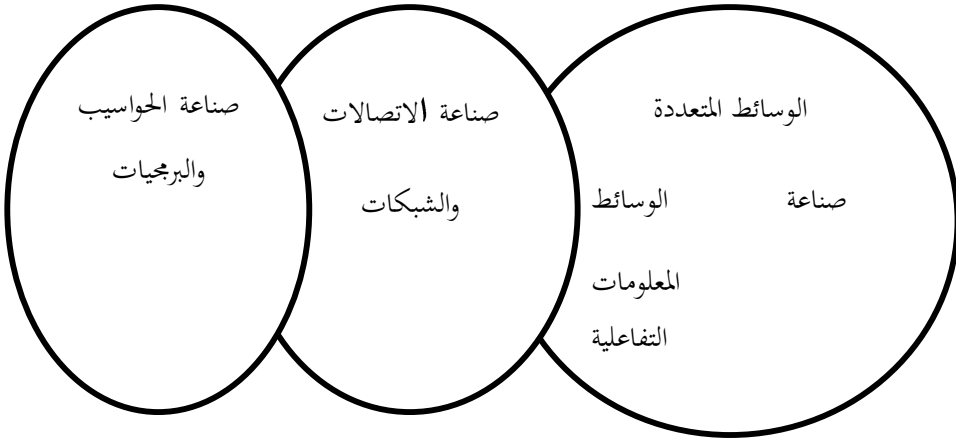 الوسائط المتعددة
صناعة الوسائط
المعلومات
التفاعلية
صناعة الاتصالات
والشبكات
صناعة الحواسيب
والبرمجيات